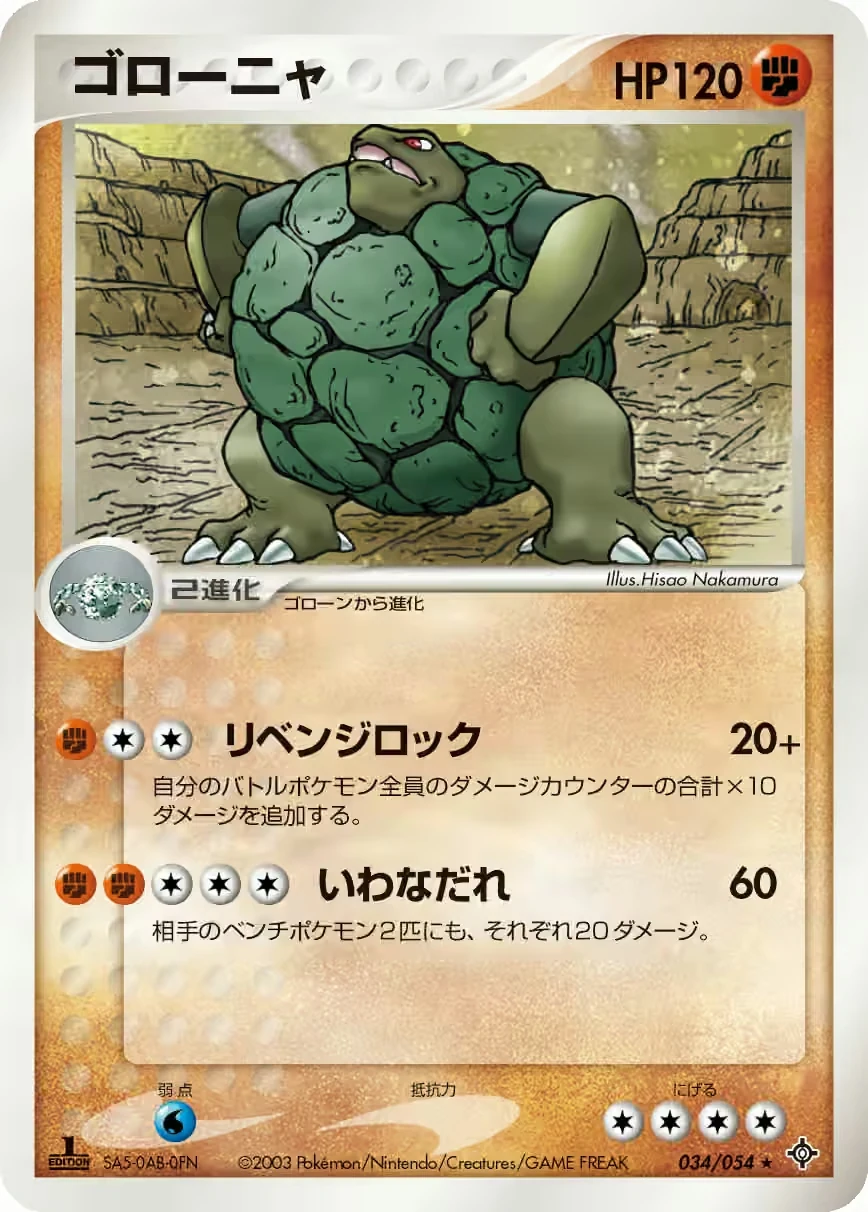 ゴローニャ
HP120
Illus.Hisao Nakamura
2進化
ゴローンから進化
リベンジロック 20+
自分のバトルポケモン全員のダメージカウンターの合計×10
ダメージを追加する。
いわなだれ 60
相手のベンチポケモン2匹にも、それぞれ20ダメージ。
弱点 抵抗力 にげる
1 EDITION SA5-0AB-0FN ©2003 Pokémon/Nintendo/Creatures/GAME FREAK 034/054 ★